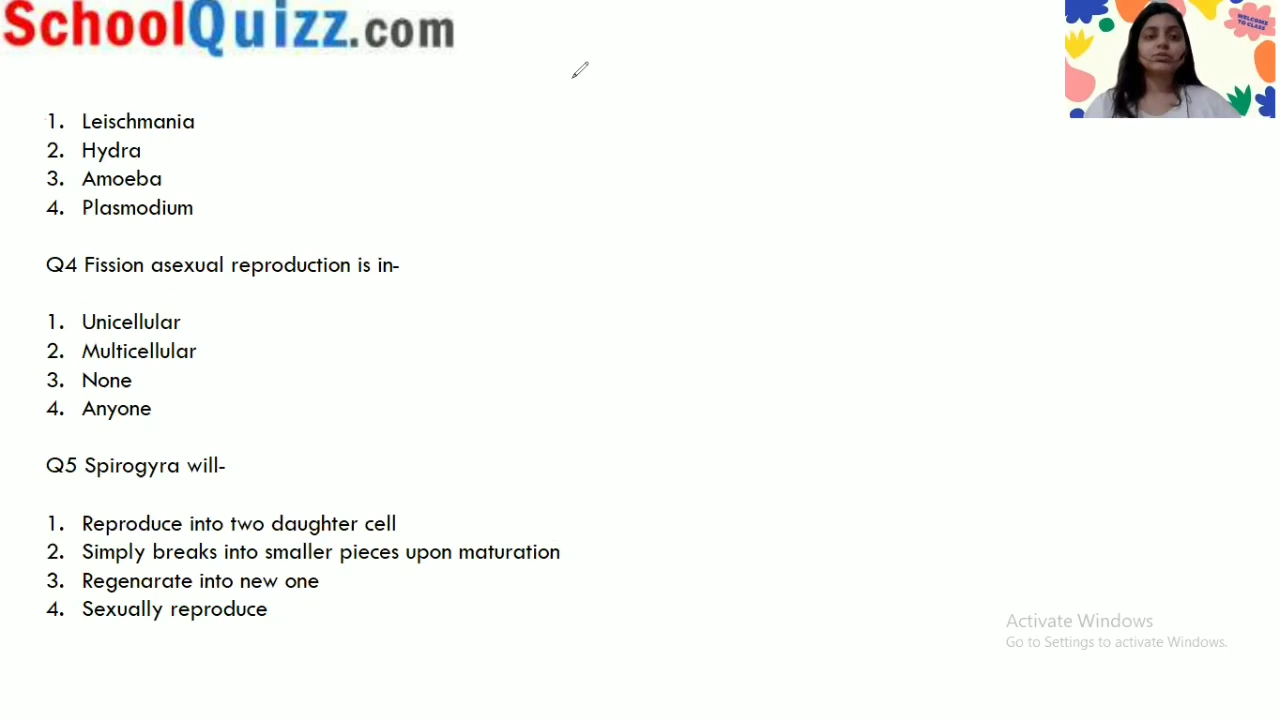 SchoolQuizz.com
WELCOME
TO CLASS
1. Leischmania
2. Hydra
3. Amoeba
4. Plasmodium
Q4 Fission asexual reproduction is in-
1. Unicellular
2. Multicellular
3. None
4. Anyone
Q5 Spirogyra will-
1. Reproduce into two daughter cell
2. Simply breaks into smaller pieces upon maturation
3. Regenarate into new one
4. Sexually reproduce
Activate Windows
Go to Settings to activate Windows.